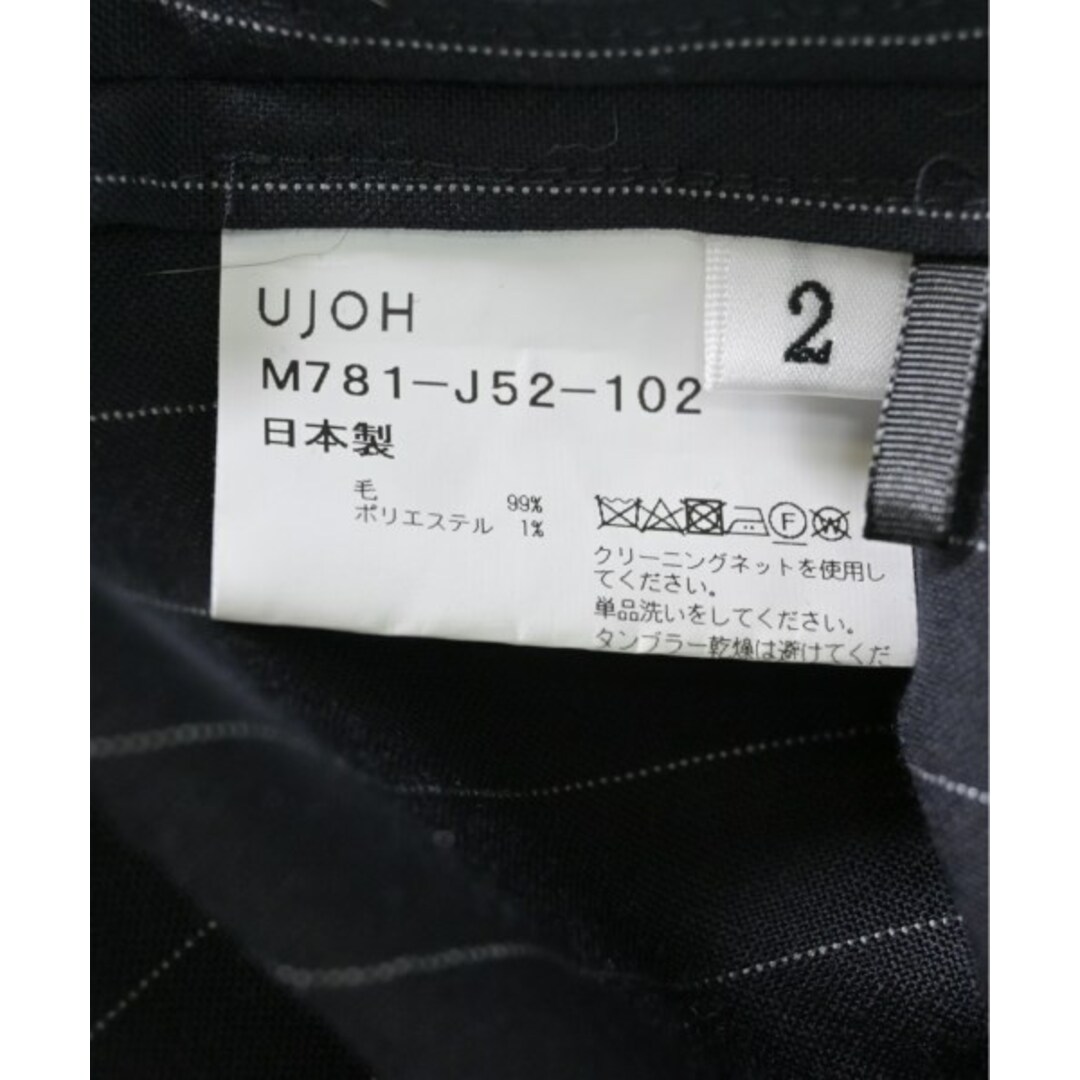 UJOH
2
M781-J52-102
日本製
毛 99%
ポリエステル 1%
F
W
クリーニングネットを使用し
てください。
単品洗いをしてください。
タンブラー乾燥は避けてくだ